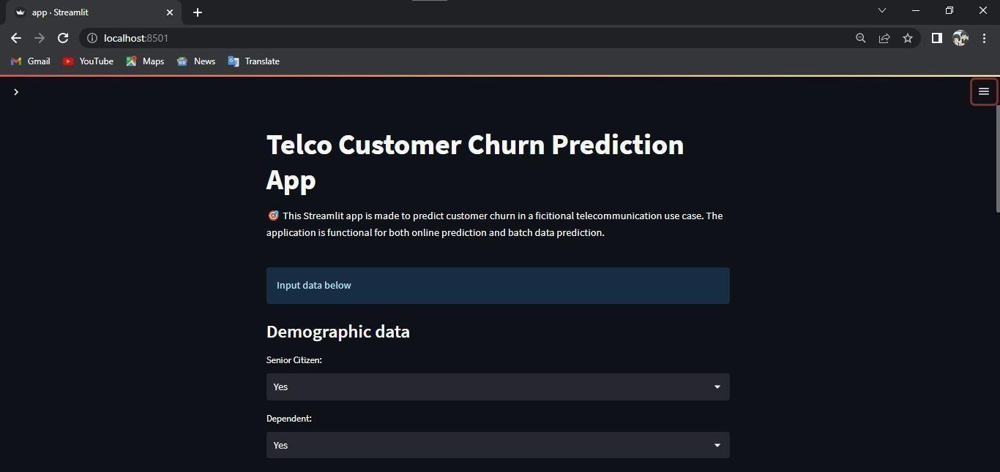 app · Streamlit
localhost:8501
Gmail YouTube Maps News Translate
Telco Customer Churn Prediction
App
🎯 This Streamlit app is made to predict customer churn in a ficitional telecommunication use case. The
application is functional for both online prediction and batch data prediction.
Input data below
Demographic data
Senior Citizen:
Yes
Dependent:
Yes